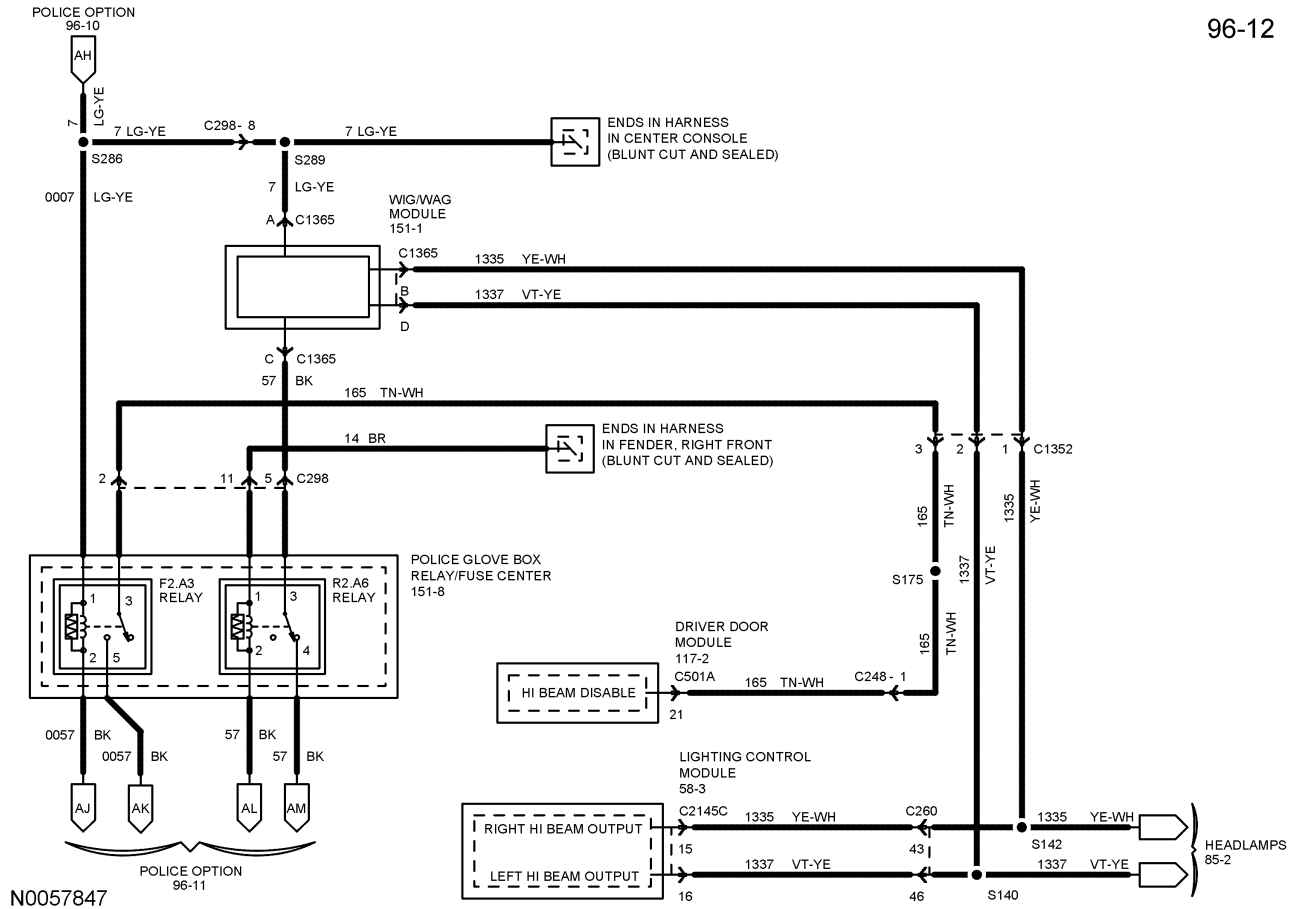 POLICE OPTION
96-10
96-12
AH
7
LG-YE
7 LG-YE
C298- 8
7 LG-YE
ENDS IN HARNESS
IN CENTER CONSOLE
(BLUNT CUT AND SEALED)
S286
S289
0007
LG-YE
7
LG-YE
A
C1365
WIG/WAG
MODULE
151-1
C1365
1335
YE-WH
B
1337
VT-YE
D
C
C1365
57
BK
165
TN-WH
14 BR
ENDS IN HARNESS
IN FENDER, RIGHT FRONT
(BLUNT CUT AND SEALED)
2
11
5
C298
3
2
1
C1352
165
TN-WH
1335
YE-WH
1337
VT-YE
S175
165
TN-WH
POLICE GLOVE BOX
RELAY/FUSE CENTER
151-8
F2.A3
RELAY
1
3
2
5
R2.A6
RELAY
1
3
2
4
DRIVER DOOR
MODULE
117-2
HI BEAM DISABLE
C501A
21
165
TN-WH
C248 - 1
0057
BK
0057
BK
57
BK
57
BK
AJ
AK
AL
AM
POLICE OPTION
96-11
LIGHTING CONTROL
MODULE
58-3
RIGHT HI BEAM OUTPUT
C2145C
15
1335
YE-WH
C260
43
S142
1335
YE-WH
LEFT HI BEAM OUTPUT
16
1337
VT-YE
46
S140
1337
VT-YE
HEADLAMPS
85-2
N0057847